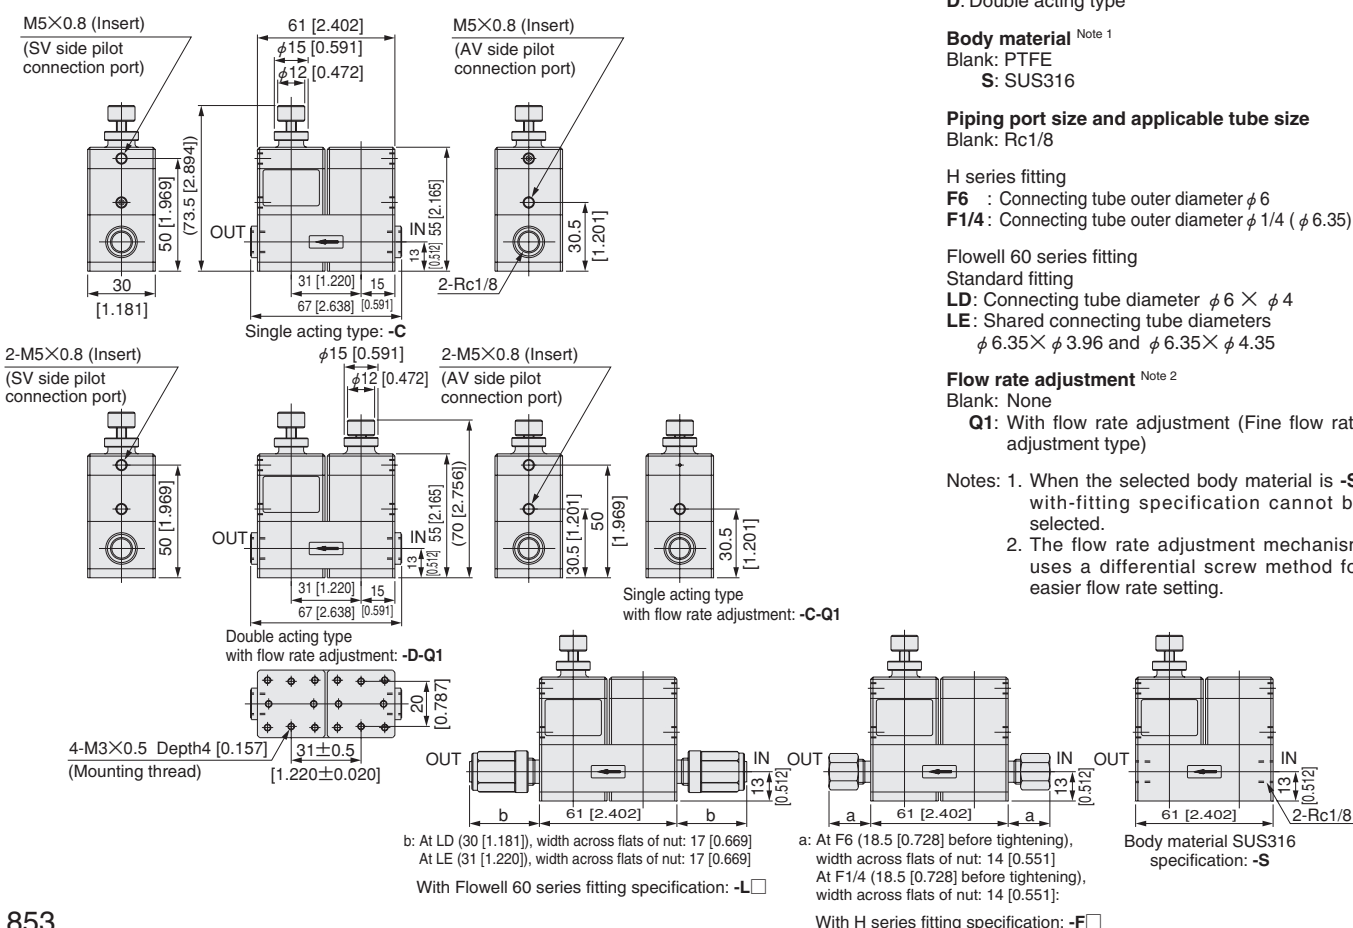 M5×0.8 (Insert)
(SV side pilot
connection port)
61 [2.402]
φ15 [0.591]
φ12 [0.472]
M5×0.8 (Insert)
(AV side pilot
connection port)
50 [1.969]
(73.5 [2.894])
OUT
IN
55 [2.165]
13
[0.512]
30.5
[1.201]
30
[1.181]
31 [1.220]
15
67 [2.638]
[0.591]
2-Rc1/8
Single acting type: -C
2-M5×0.8 (Insert)
(SV side pilot
connection port)
φ15 [0.591]
φ12 [0.472]
2-M5×0.8 (Insert)
(AV side pilot
connection port)
50 [1.969]
OUT
IN
55 [2.165]
(70 [2.756])
13
[0.512]
30.5 [1.201]
50
[1.969]
30.5
[1.201]
31 [1.220]
15
67 [2.638]
[0.591]
Single acting type
with flow rate adjustment: -C-Q1
Double acting type
with flow rate adjustment: -D-Q1
20
[0.787]
4-M3×0.5 Depth4 [0.157]
(Mounting thread)
31±0.5
[1.220±0.020]
OUT
IN
13
[0.512]
b
61 [2.402]
b
b: At LD (30 [1.181]), width across flats of nut: 17 [0.669]
At LE (31 [1.220]), width across flats of nut: 17 [0.669]
With Flowell 60 series fitting specification: -L□
OUT
IN
13
[0.512]
a
61 [2.402]
a
a: At F6 (18.5 [0.728] before tightening),
width across flats of nut: 14 [0.551]
At F1/4 (18.5 [0.728] before tightening),
width across flats of nut: 14 [0.551]:
With H series fitting specification: -F□
OUT
IN
13
[0.512]
61 [2.402]
2-Rc1/8
Body material SUS316
specification: -S
D: Double acting type
Body material Note 1
Blank: PTFE
S: SUS316
Piping port size and applicable tube size
Blank: Rc1/8
H series fitting
F6 : Connecting tube outer diameter φ6
F1/4 : Connecting tube outer diameter φ1/4 ( φ6.35)
Flowell 60 series fitting
Standard fitting
LD: Connecting tube diameter φ6 × φ4
LE: Shared connecting tube diameters
φ6.35× φ3.96 and φ6.35× φ4.35
Flow rate adjustment Note 2
Blank: None
Q1: With flow rate adjustment (Fine flow rat
adjustment type)
Notes: 1. When the selected body material is -S
with-fitting specification cannot b
selected.
2. The flow rate adjustment mechanism
uses a differential screw method fo
easier flow rate setting.
853